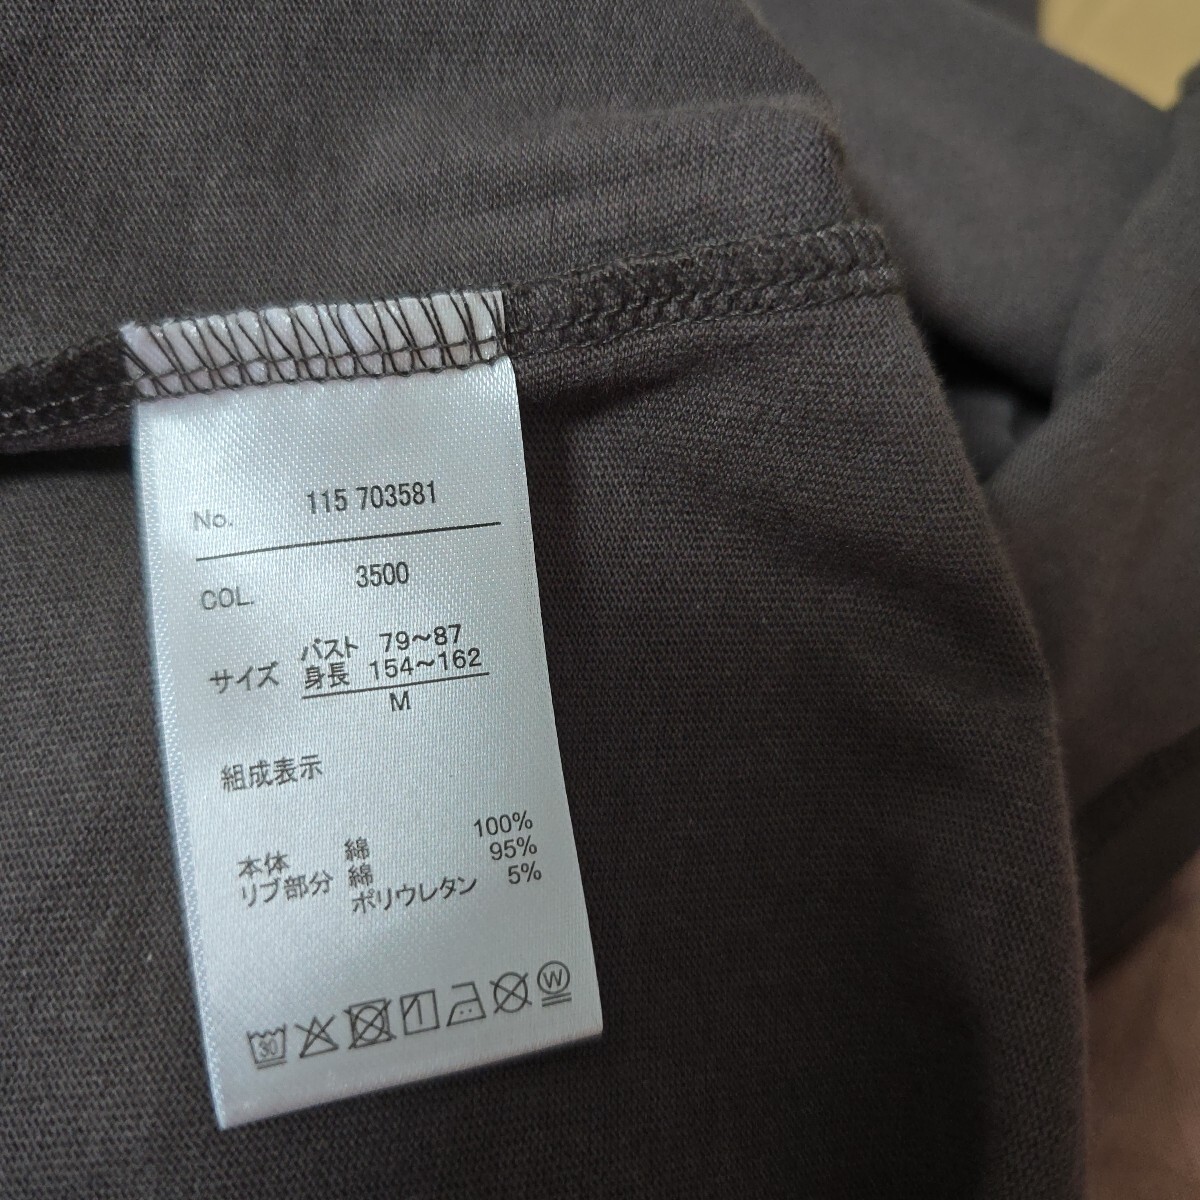 No. 115 703581
COL. 3500
サイズ バスト 79～87
身長 154～162
M
組成表示
本体 綿 100%
リブ部分 綿 95%
ポリウレタン 5%
30
W